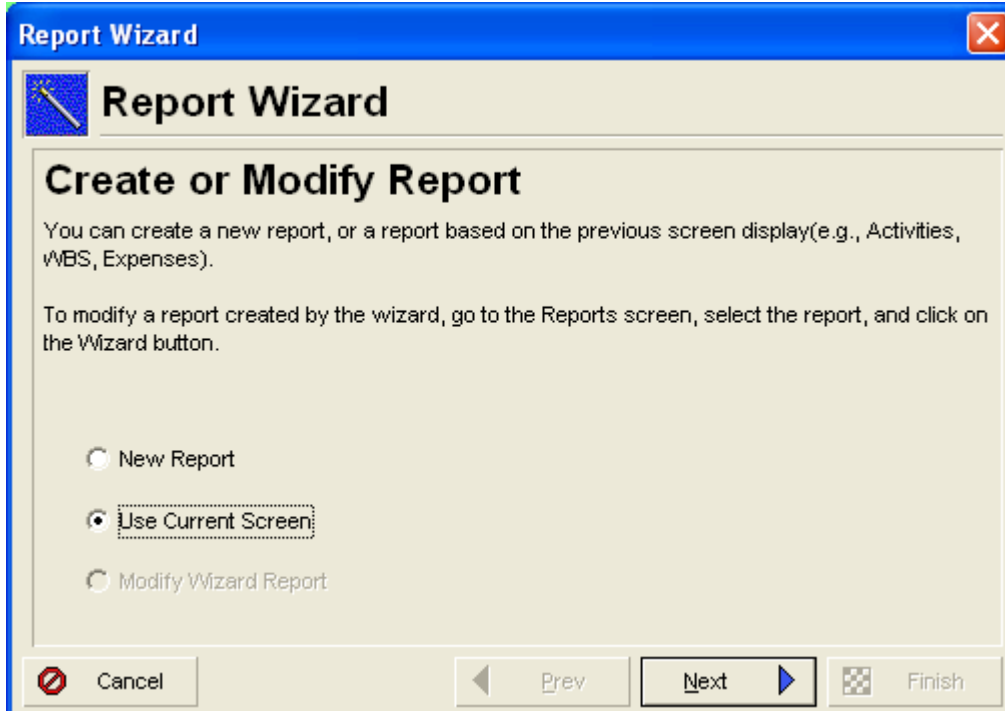 Report Wizard
Report Wizard
Create or Modify Report
You can create a new report, or a report based on the previous screen display(e.g., Activities,
WBS, Expenses).
To modify a report created by the wizard, go to the Reports screen, select the report, and click on
the Wizard button.
New Report
Use Current Screen
Modify Wizard Report
Cancel
Prev
Next
Finish